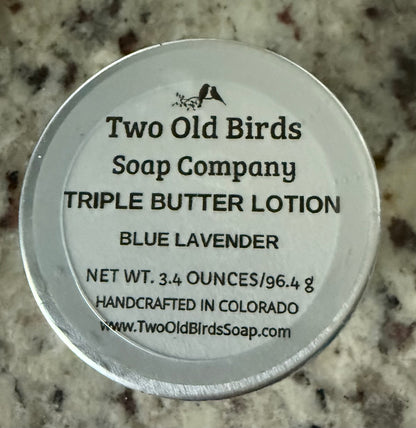 Two Old Birds
Soap Company
TRIPLE BUTTER LOTION
BLUE LAVENDER
NET WT. 3.4 OUNCES/96.4 g
HANDCRAFTED IN COLORADO
www.TwoOldBirdsSoap.com